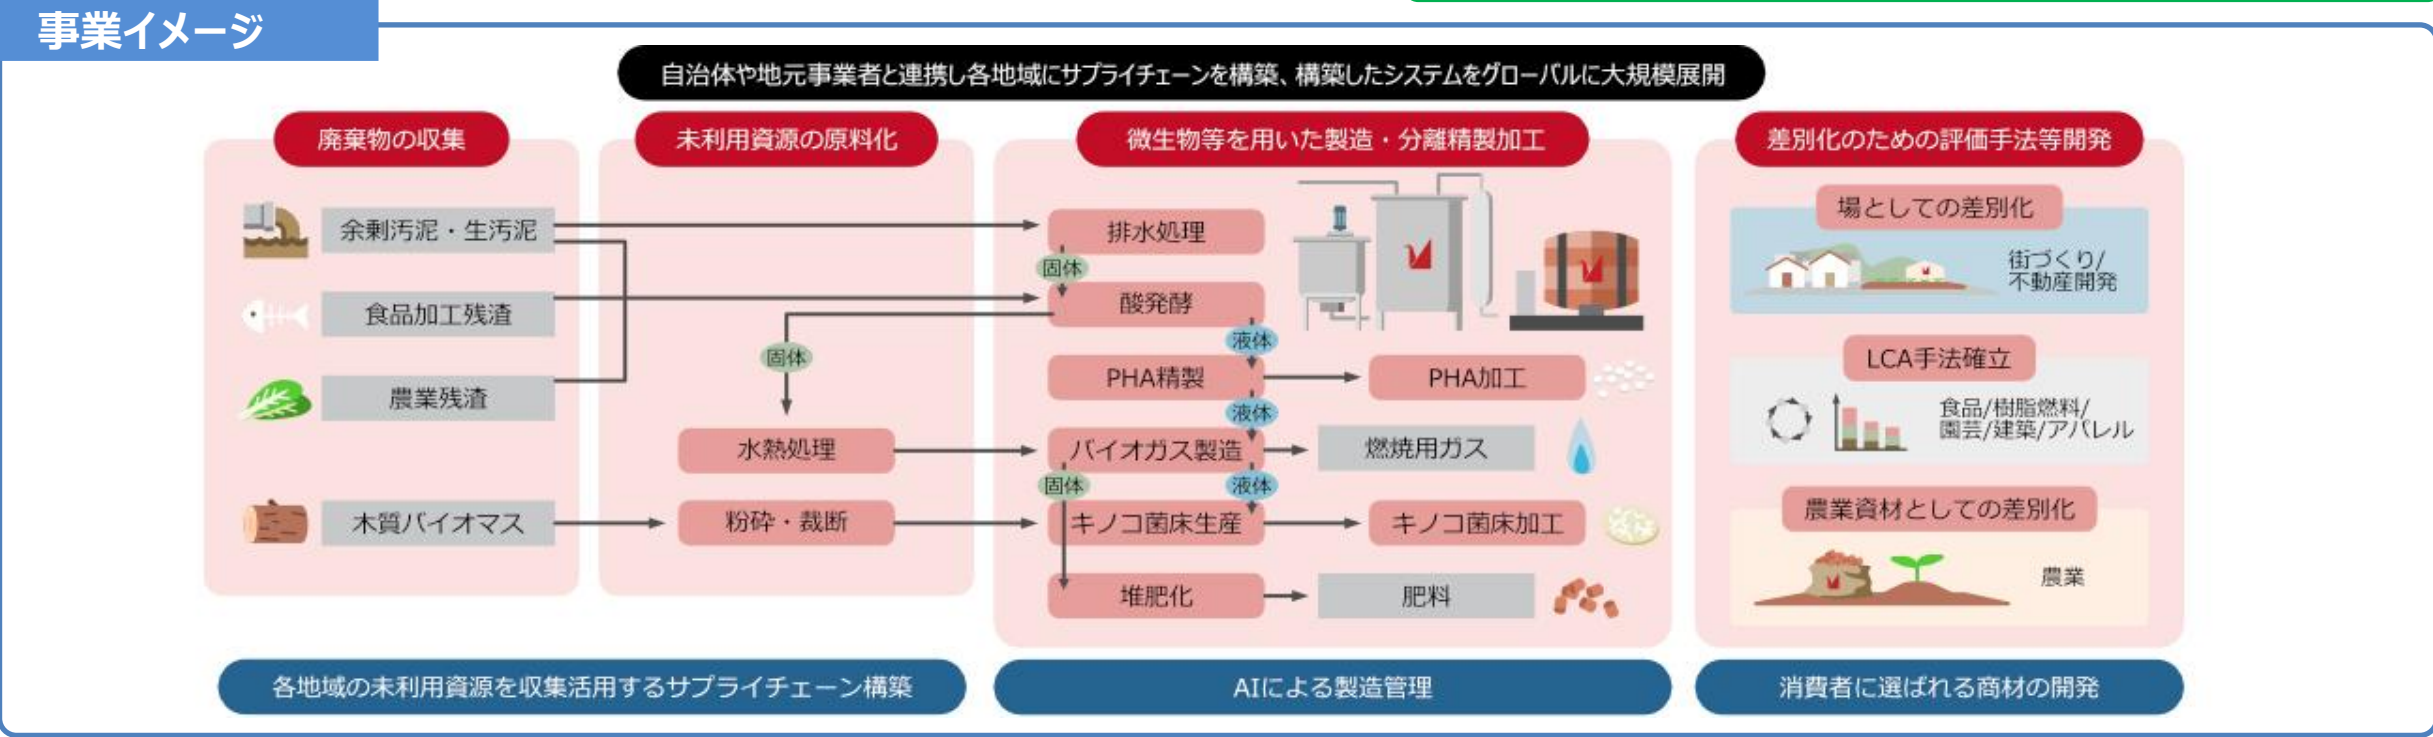 事業イメージ
自治体や地元事業者と連携し各地域にサプライチェーンを構築、構築したシステムをグローバルに大規模展開
廃棄物の収集
余剰汚泥・生汚泥
食品加工残渣
農業残渣
木質バイオマス
未利用資源の原料化
固体
水熱処理
粉砕・裁断
微生物等を用いた製造・分離精製加工
排水処理
固体
酸発酵
液体
PHA精製
PHA加工
液体
バイオガス製造
燃焼用ガス
固体
液体
キノコ菌床生産
キノコ菌床加工
堆肥化
肥料
差別化のための評価手法等開発
場としての差別化
街づくり/
不動産開発
LCA手法確立
食品/樹脂燃料/
園芸/建築/アパレル
農業資材としての差別化
農業
各地域の未利用資源を収集活用するサプライチェーン構築
AIによる製造管理
消費者に選ばれる商材の開発